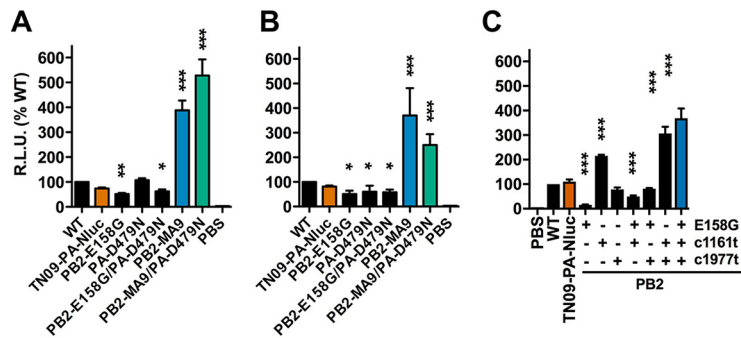 A
B
C
R.L.U. (% WT)
600
500
400
300
200
100
0
**
*
***
***
WT
TN09-PA-Nluc
PB2-E158G
PA-D479N
PB2-E158G/PA-D479N
PB2-MA9
PB2-MA9/PA-D479N
PBS
600
500
400
300
200
100
0
*
*
*
***
***
WT
TN09-PA-Nluc
PB2-E158G
PA-D479N
PB2-E158G/PA-D479N
PB2-MA9
PB2-MA9/PA-D479N
PBS
600
500
400
300
200
100
0
***
***
***
***
***
PBS
WT
TN09-PA-Nluc
+ - - + + - + E158G
- + - + - + + c1161t
- - + - + + + c1977t
PB2